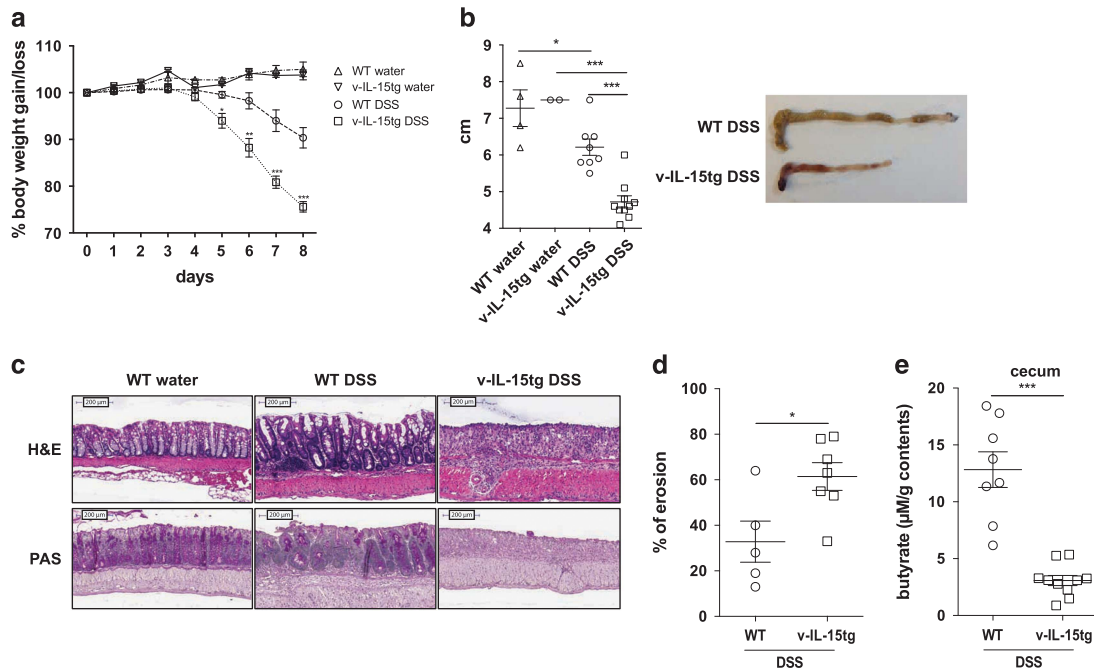 a
% body weight gain/loss
110
100
90
80
70
0 1 2 3 4 5 6 7 8
days
WT water
v-IL-15tg water
WT DSS
v-IL-15tg DSS
*
**
***
***
b
cm
9
8
7
6
5
4
*
***
***
WT water
v-IL-15tg water
WT DSS
v-IL-15tg DSS
WT DSS
v-IL-15tg DSS
c
WT water
WT DSS
v-IL-15tg DSS
H&E
200 µm
200 µm
200 µm
PAS
200 µm
200 µm
200 µm
d
% of erosion
100
80
60
40
20
0
*
WT
v-IL-15tg
DSS
e
cecum
***
butyrate (µM/g contents)
20
15
10
5
0
WT
v-IL-15tg
DSS